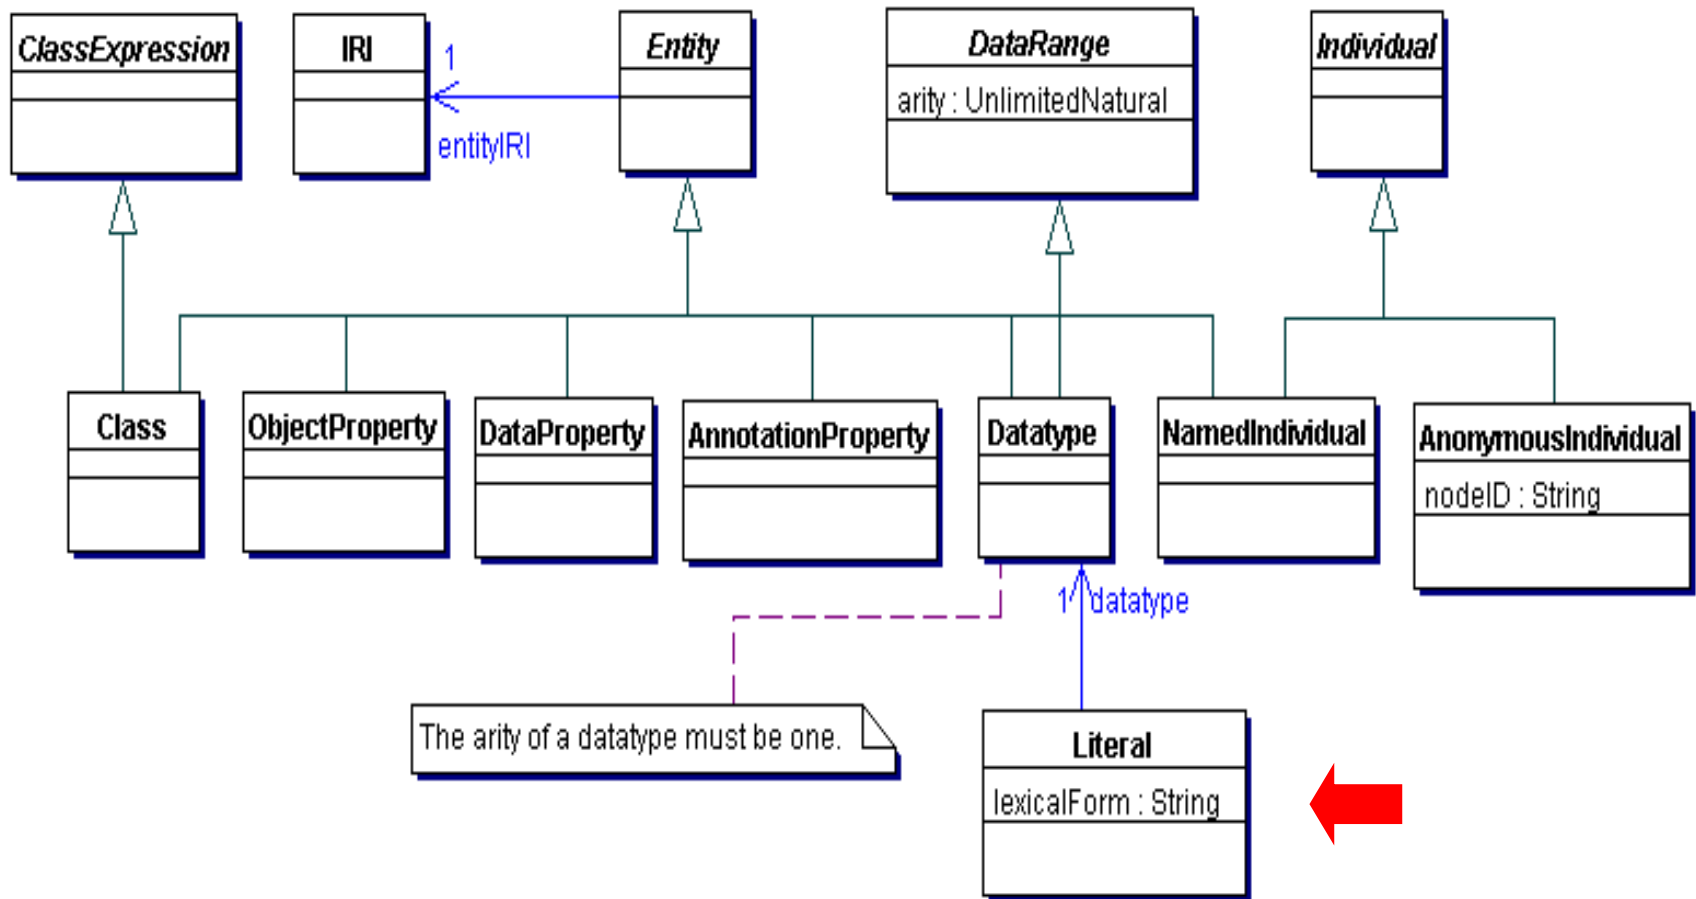 ClassExpression
IRI
1
entityIRI
Entity
DataRange
arity : UnlimitedNatural
Individual
Class
ObjectProperty
DataProperty
AnnotationProperty
Datatype
NamedIndividual
AnonymousIndividual
nodeID : String
1
datatype
The arity of a datatype must be one.
Literal
lexicalForm : String